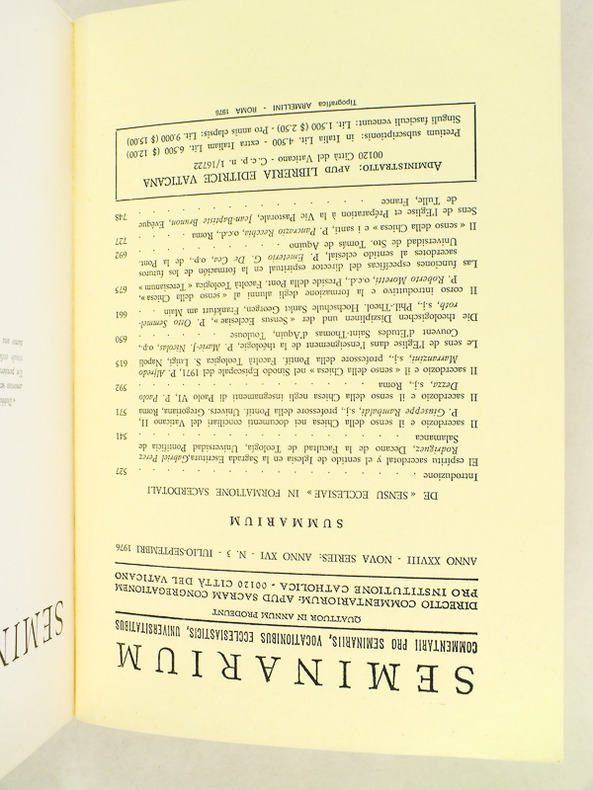 SEMINARIUM
COMMENTARII PRO SEMINARIIS, VOCATIONIBUS ECCLESIASTICIS, UNIVERSITATIBUS
QUATTUOR IN ANNUM PRODEUNT
DIRECTIO COMMENTARIORUM: APUD SACRAM CONGREGATIONEM
PRO INSTITUTIONE CATHOLICA - 00120 CITTÀ DEL VATICANO
ANNO XXVIII - NOVA SERIES: ANNO XVI - N. 3 - IULIO-SEPTEMBRI 1976
SUMMARIUM
DE « SENSU ECCLESIAE » IN FORMATIONE SACERDOTALI
Introduzione . . . . . . . . . . . . . 527
El espíritu sacerdotal y el sentido de Iglesia en la Sagrada Escritura, Gabriel Perez
Rodriguez, Decano de la Facultad de Teología, Universidad Pontificia de
Salamanca . . . . . . . . . . . . . 541
Il sacerdozio e il senso della Chiesa nei documenti conciliari del Vaticano II,
P. Giuseppe Rambaldi, s.j., professore della Pontif. Univers. Gregoriana, Roma 571
Il sacerdozio e il senso della Chiesa negli insegnamenti di Paolo VI, P. Paolo
Dezza, s.j., Roma . . . . . . . . . . . 592
Il sacerdozio e il « senso della Chiesa » nel Sinodo Episcopale del 1971, P. Alfredo
Marranzini, s.j., professore della Pontif. Facoltà Teologica S. Luigi, Napoli 615
Le sens de l'Eglise dans l'enseignement de la théologie, P. Marie-J. Nicolas, o.p.,
Couvent d'Etudes Saint-Thomas d'Aquin, Toulouse . . . . . 650
Die theologischen Disziplinen und der « Sensus Ecclesiae », P. Otto Semmel-
roth, s.j., Phil.-Theol. Hochschule Sankt Georgen, Frankfurt am Main . . 661
Il corso introduttivo e la formazione degli alunni al « senso della Chiesa »,
P. Roberto Moretti, o.c.d., Preside della Pont. Facoltà Teologica « Teresianum » 675
Las funciones específicas del director espiritual en la formación de los futuros
sacerdotes al sentido eclesial, P. Emeterio G. De Cea, o.p., de la Pont.
Universidad de Sto. Tomás de Aquino . . . . . . . . 692
Il « senso della Chiesa » e i santi, P. Pancrazio Recchia, o.c.d., Roma . . 727
Sens de l'Eglise et Préparation à la Vie Pastorale, Jean-Baptiste Brunon, Evêque
de Tulle, France . . . . . . . . . . . . 748
ADMINISTRATIO: APUD LIBRERIA EDITRICE VATICANA
00120 Città del Vaticano - C.c. p. n. 1/16722
Pretium subscriptionis: in Italia Lit. 4.500 - extra Italiam Lit. 6.500 ($ 12.00)
Singuli fasciculi veneunt: Lit. 1.500 ($ 2.50) - Pro annis elapsis: Lit. 9.000 ($ 15.00)
Tipografica ARMELLINI - ROMA 1976
SEMIN